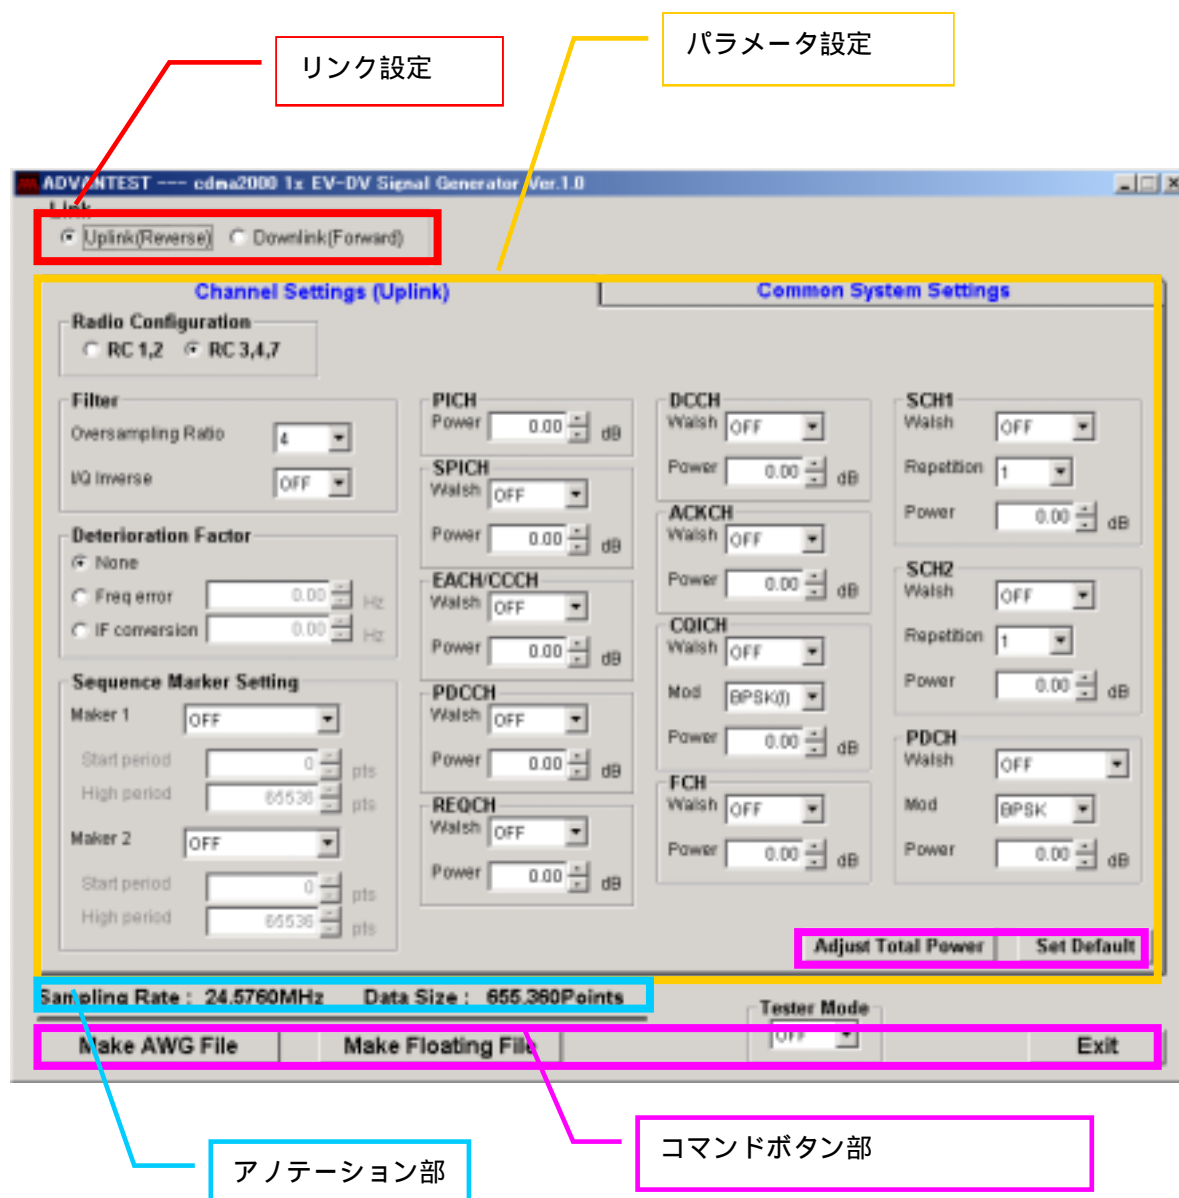 リンク設定
パラメータ設定
ADVANTEST --- cdma2000 1x EV-DV Signal Generator Ver.1.0
Link
Uplink(Reverse) Downlink(Forward)
Channel Settings (Uplink)
Common System Settings
Radio Configuration
RC 1,2 RC 3,4,7
Filter
Oversampling Ratio 4
I/Q Inverse OFF
Deterioration Factor
None
Freq error 0.00 Hz
IF conversion 0.00 Hz
Sequence Marker Setting
Maker 1 OFF
Start period 0 pts
High period 65536 pts
Maker 2 OFF
Start period 0 pts
High period 65536 pts
PICH
Power 0.00 dB
SPICH
Walsh OFF
Power 0.00 dB
EACH/CCCH
Walsh OFF
Power 0.00 dB
PDCCH
Walsh OFF
Power 0.00 dB
REQCH
Walsh OFF
Power 0.00 dB
DCCH
Walsh OFF
Power 0.00 dB
ACKCH
Walsh OFF
Power 0.00 dB
CQICH
Walsh OFF
Mod BPSK(I)
Power 0.00 dB
FCH
Walsh OFF
Power 0.00 dB
SCH1
Walsh OFF
Repetition 1
Power 0.00 dB
SCH2
Walsh OFF
Repetition 1
Power 0.00 dB
PDCH
Walsh OFF
Mod BPSK
Power 0.00 dB
Adjust Total Power Set Default
Sampling Rate : 24.5760MHz Data Size : 655,360Points
Tester Mode
OFF
Make AWG File Make Floating File Exit
アノテーション部
コマンドボタン部